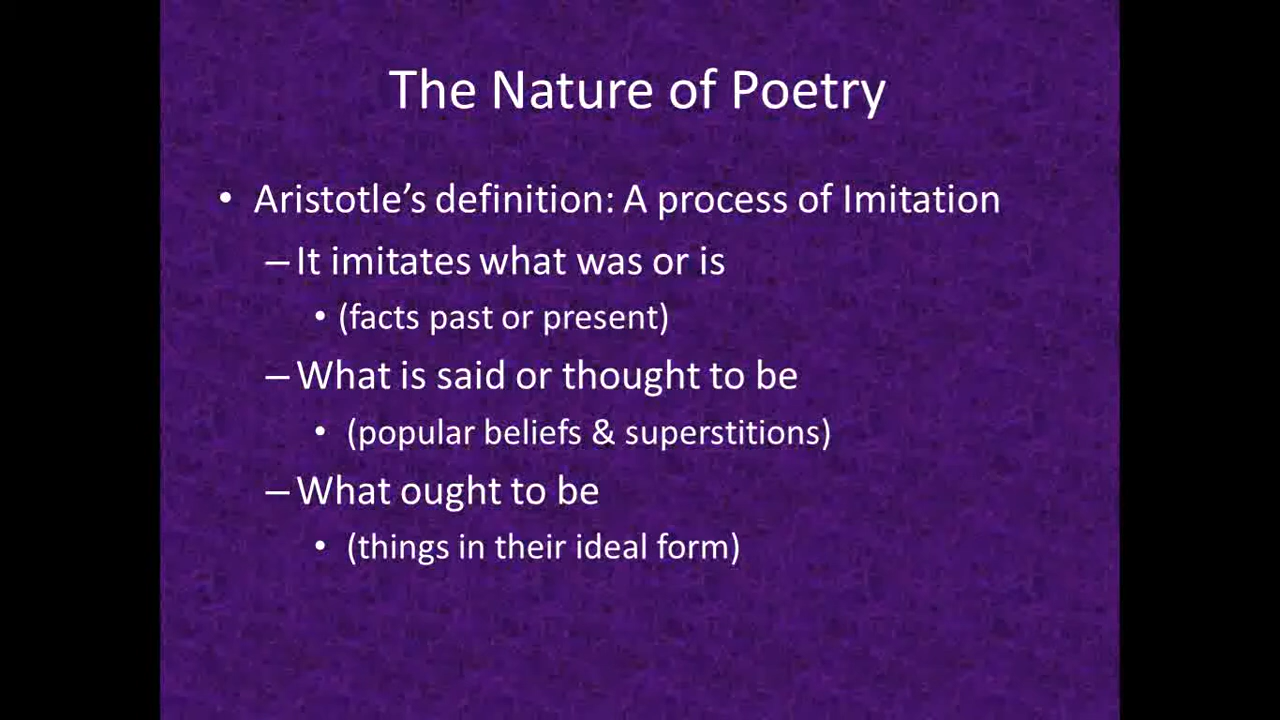 The Nature of Poetry
• Aristotle’s definition: A process of Imitation
– It imitates what was or is
• (facts past or present)
– What is said or thought to be
• (popular beliefs & superstitions)
– What ought to be
• (things in their ideal form)